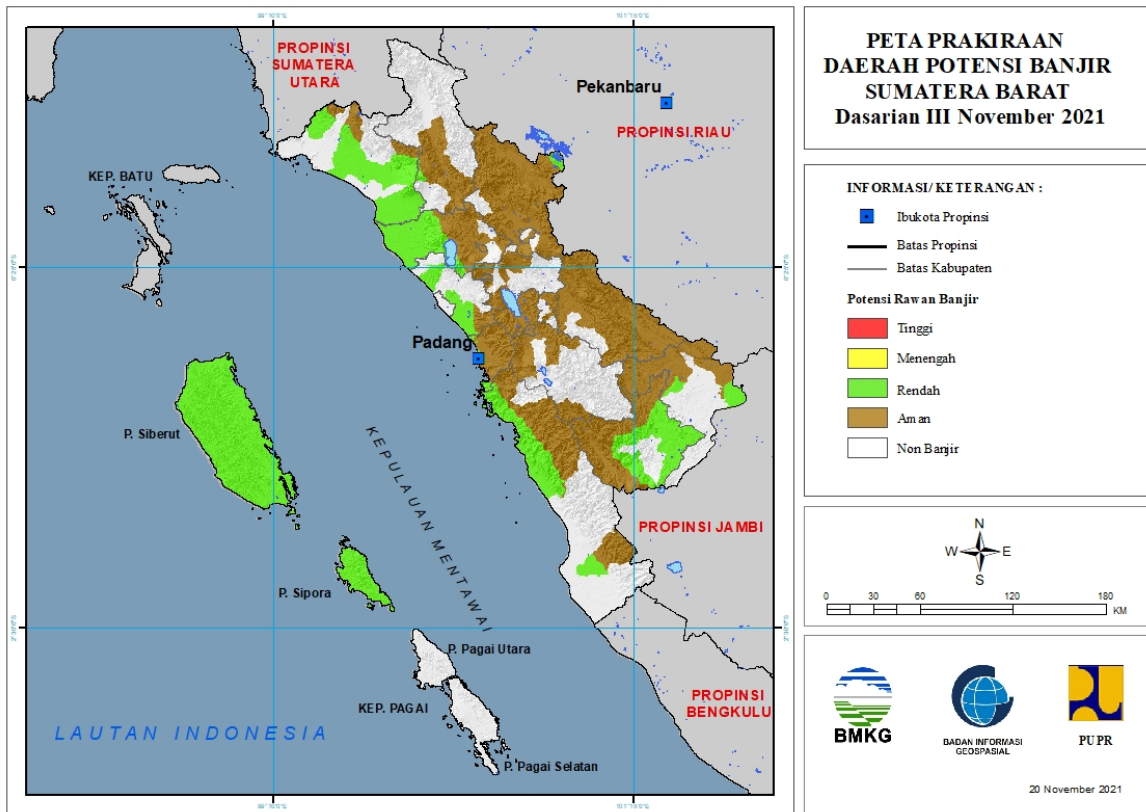 99°10'0"E
PROPINSI
SUMATERA
UTARA
Pekanbaru
PROPINSI RIAU
KEP. BATU
Padang
P. Siberut
KEPULAUAN MENTAWAI
PROPINSI JAMBI
P. Sipora
P. Pagai Utara
KEP. PAGAI
P. Pagai Selatan
PROPINSI
BENGKULU
LAUTAN INDONESIA
PETA PRAKIRAAN
DAERAH POTENSI BANJIR
SUMATERA BARAT
Dasarian III November 2021
INFORMASI/ KETERANGAN :
Ibukota Propinsi
Batas Propinsi
Batas Kabupaten
Potensi Rawan Banjir
Tinggi
Menengah
Rendah
Aman
Non Banjir
N
W E
S
0 30 60 120 180
KM
BMKG
BADAN INFORMASI
GEOSPASIAL
PUPR
20 November 2021